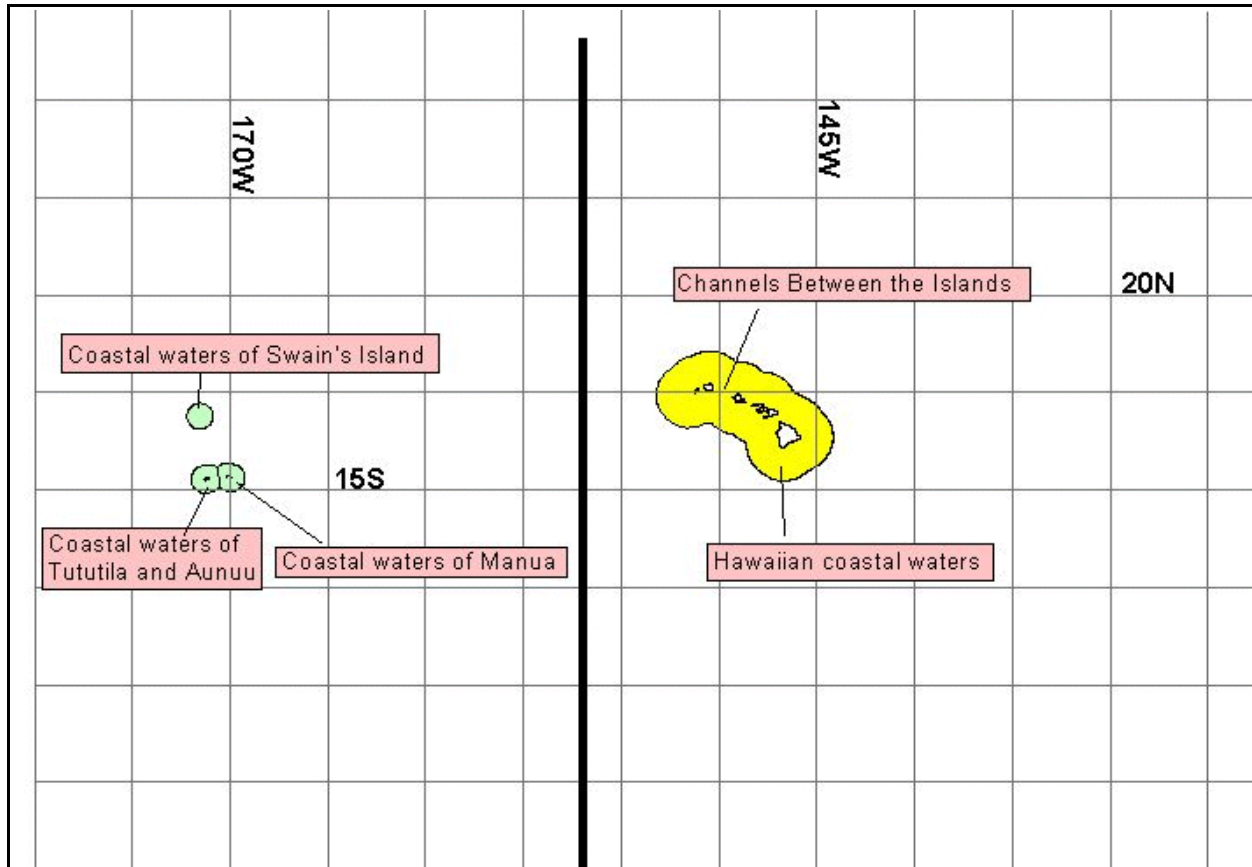 170W
145W
Channels Between the Islands
20N
Coastal waters of Swain's Island
15S
Coastal waters of
Tututila and Aunuu
Coastal waters of Manua
Hawaiian coastal waters